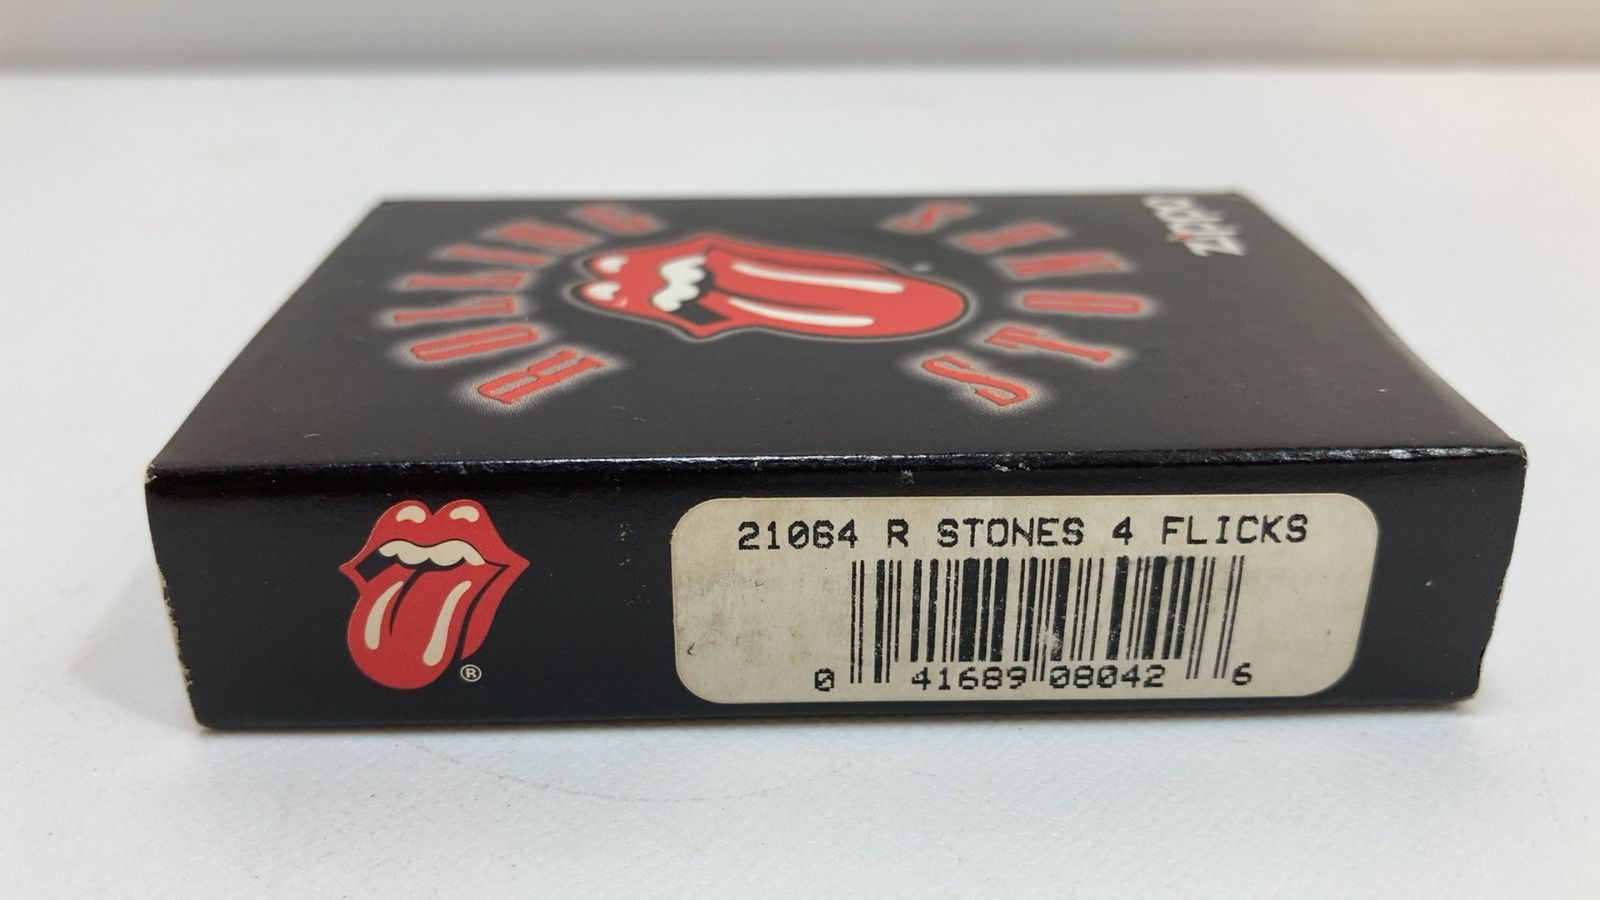 zippo
ROLLING STONES
®
21064 R STONES 4 FLICKS
0 41689 08042 6